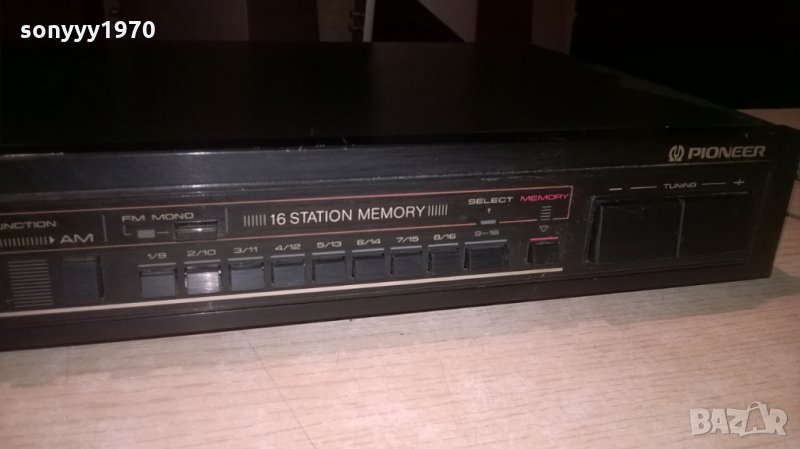 sonyyy1970
PIONEER
SELECT MEMORY
— TUNING +
FUNCTION
FM MONO
16 STATION MEMORY
AM
1/9 2/10 3/11 4/12 5/13 6/14 7/15 8/16 9-16
BAZAR